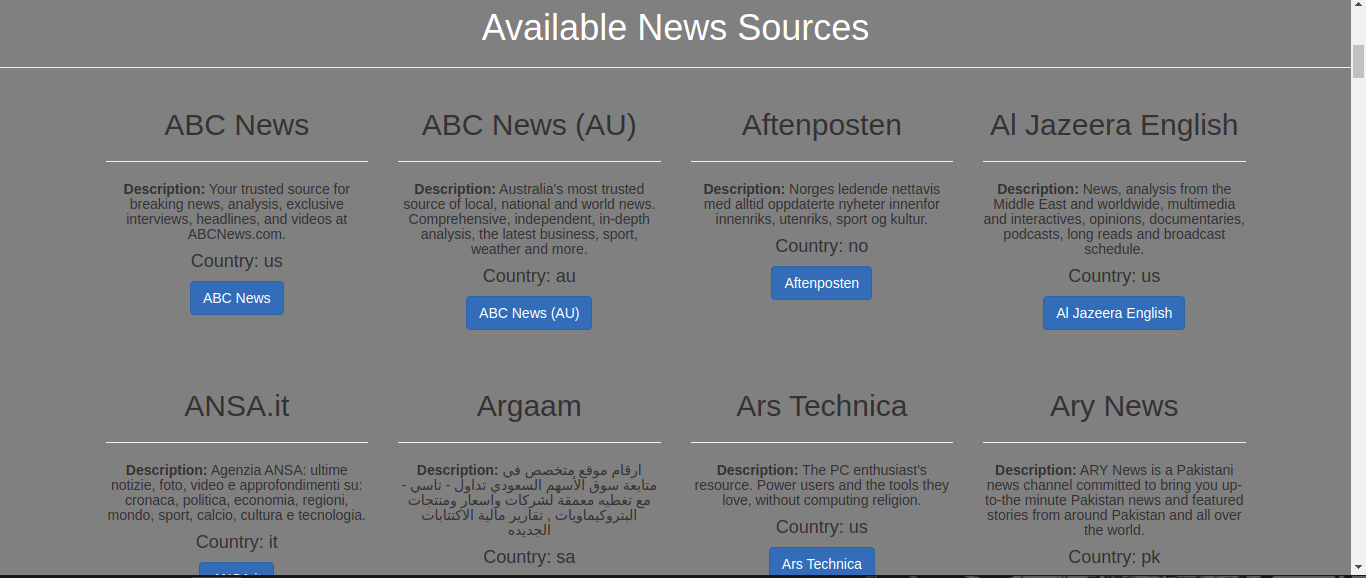 Available News Sources
ABC News
Description: Your trusted source for
breaking news, analysis, exclusive
interviews, headlines, and videos at
ABCNews.com.
Country: us
ABC News
ABC News (AU)
Description: Australia's most trusted
source of local, national and world news.
Comprehensive, independent, in-depth
analysis, the latest business, sport,
weather and more.
Country: au
ABC News (AU)
Aftenposten
Description: Norges ledende nettavis
med alltid oppdaterte nyheter innenfor
innenriks, utenriks, sport og kultur.
Country: no
Aftenposten
Al Jazeera English
Description: News, analysis from the
Middle East and worldwide, multimedia
and interactives, opinions, documentaries,
podcasts, long reads and broadcast
schedule.
Country: us
Al Jazeera English
ANSA.it
Description: Agenzia ANSA: ultime
notizie, foto, video e approfondimenti su:
cronaca, politica, economia, regioni,
mondo, sport, calcio, cultura e tecnologia.
Country: it
ANSA.it
Argaam
Description: ارقام موقع متخصص في
متابعة سوق الأسهم السعودي تداول - تاسي -
مع تغطيه معمقة لشركات واسعار ومنتجات
البتروكيماويات , تقارير مالية الاكتتابات
الجديده
Country: sa
Ars Technica
Description: The PC enthusiast's
resource. Power users and the tools they
love, without computing religion.
Country: us
Ars Technica
Ary News
Description: ARY News is a Pakistani
news channel committed to bring you up-
to-the minute Pakistan news and featured
stories from around Pakistan and all over
the world.
Country: pk